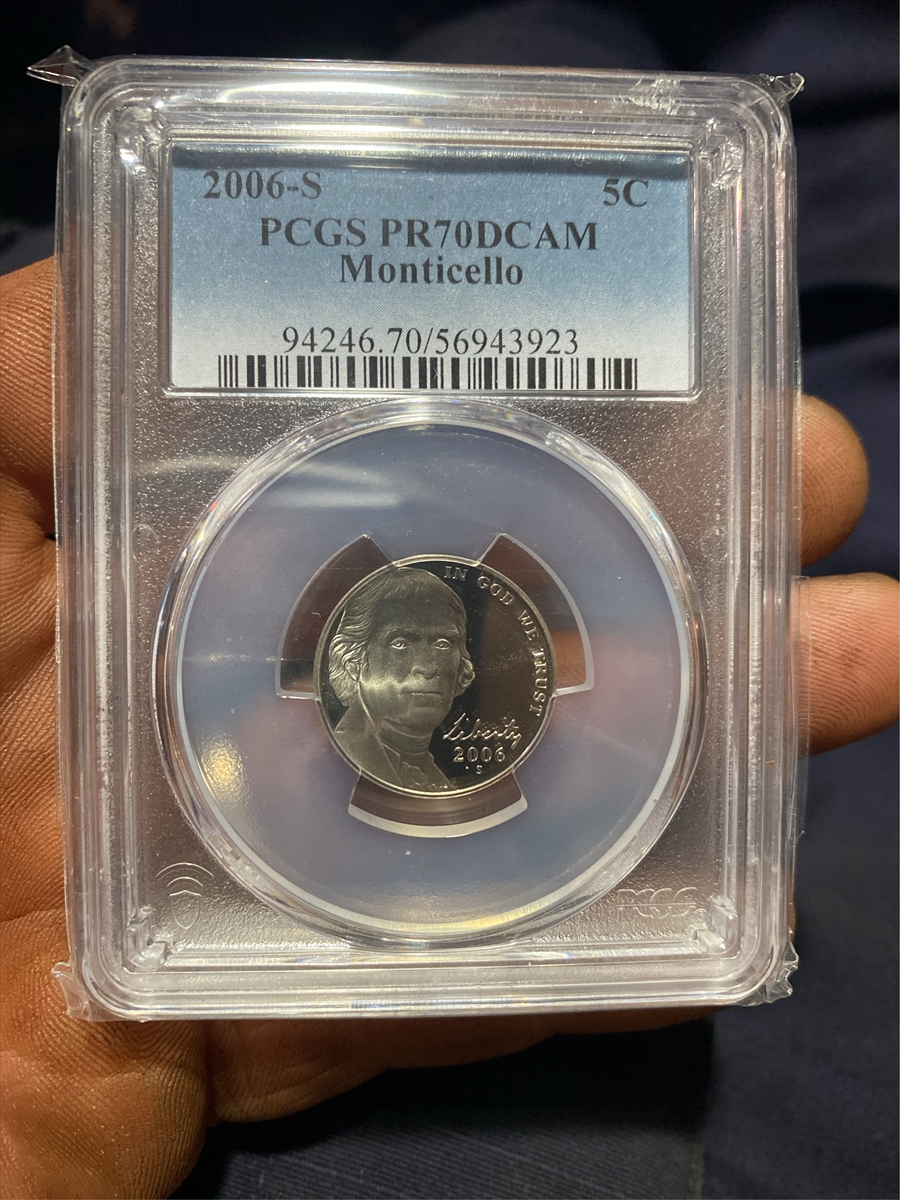 2006-S 5C
PCGS PR70DCAM
Monticello
94246.70/56943923
IN GOD WE TRUST
Liberty
2006
S
PCGS